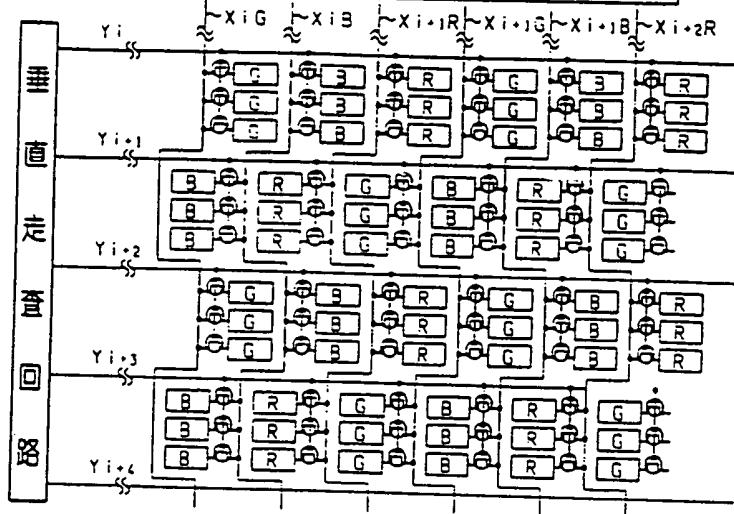 XiG XiB Xi+1R Xi+1G Xi+1B Xi+2R
Yi
G B R G B R
G B R G B R
G B R G B R
Yi+1
B R G B R G
B R G B R G
B R G B R G
Yi+2
G B R G B R
G B R G B R
G B R G B R
Yi+3
B R G B R G
B R G B R G
B R G B R G
Yi+4
垂直走査回路